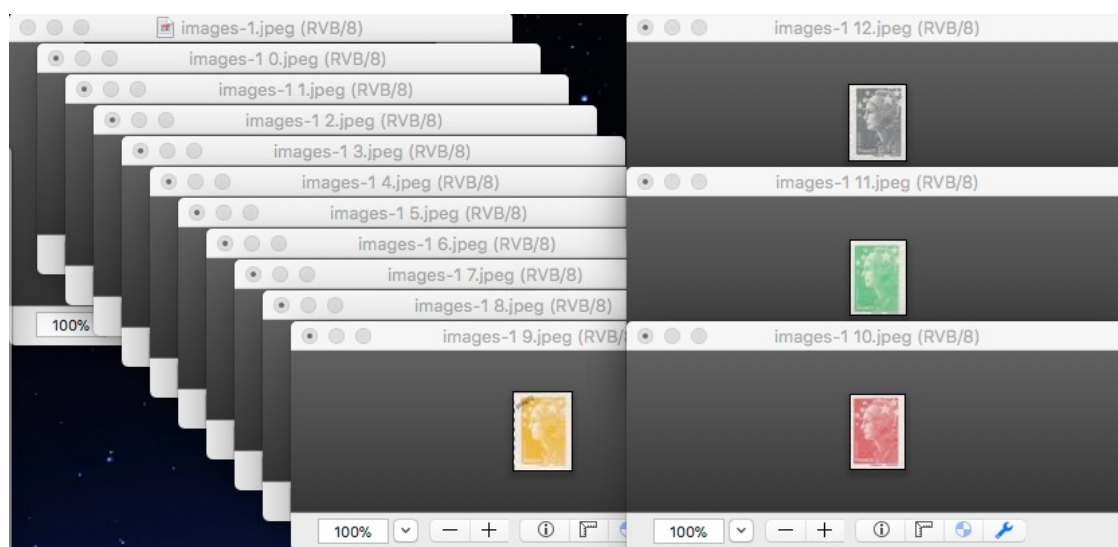 images-1.jpeg (RVB/8)
images-1 0.jpeg (RVB/8)
images-1 1.jpeg (RVB/8)
images-1 2.jpeg (RVB/8)
images-1 3.jpeg (RVB/8)
images-1 4.jpeg (RVB/8)
images-1 5.jpeg (RVB/8)
images-1 6.jpeg (RVB/8)
images-1 7.jpeg (RVB/8)
images-1 8.jpeg (RVB/8)
images-1 9.jpeg (RVB/
100%
100%
images-1 12.jpeg (RVB/8)
images-1 11.jpeg (RVB/8)
images-1 10.jpeg (RVB/8)
100%